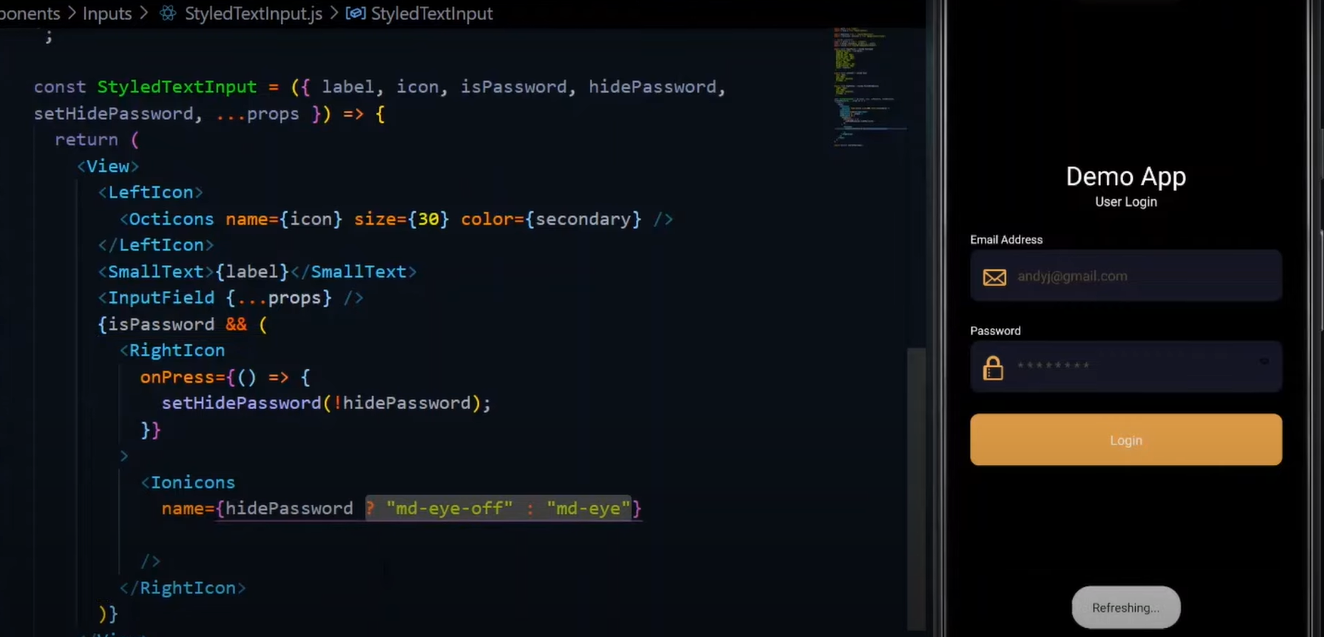 ponents > Inputs > StyledTextInput.js > StyledTextInput
;
const StyledTextInput = ({ label, icon, isPassword, hidePassword,
setHidePassword, ...props }) => {
return (
<View>
<LeftIcon>
<Octicons name={icon} size={30} color={secondary} />
</LeftIcon>
<SmallText>{label}</SmallText>
<InputField {...props} />
{isPassword && (
<RightIcon
onPress={() => {
setHidePassword(!hidePassword);
}}
>
<Ionicons
name={hidePassword ? "md-eye-off" : "md-eye"}
/>
</RightIcon>
)}
Demo App
User Login
Email Address
andyj@gmail.com
Password
* * * * * * * *
Login
Refreshing...